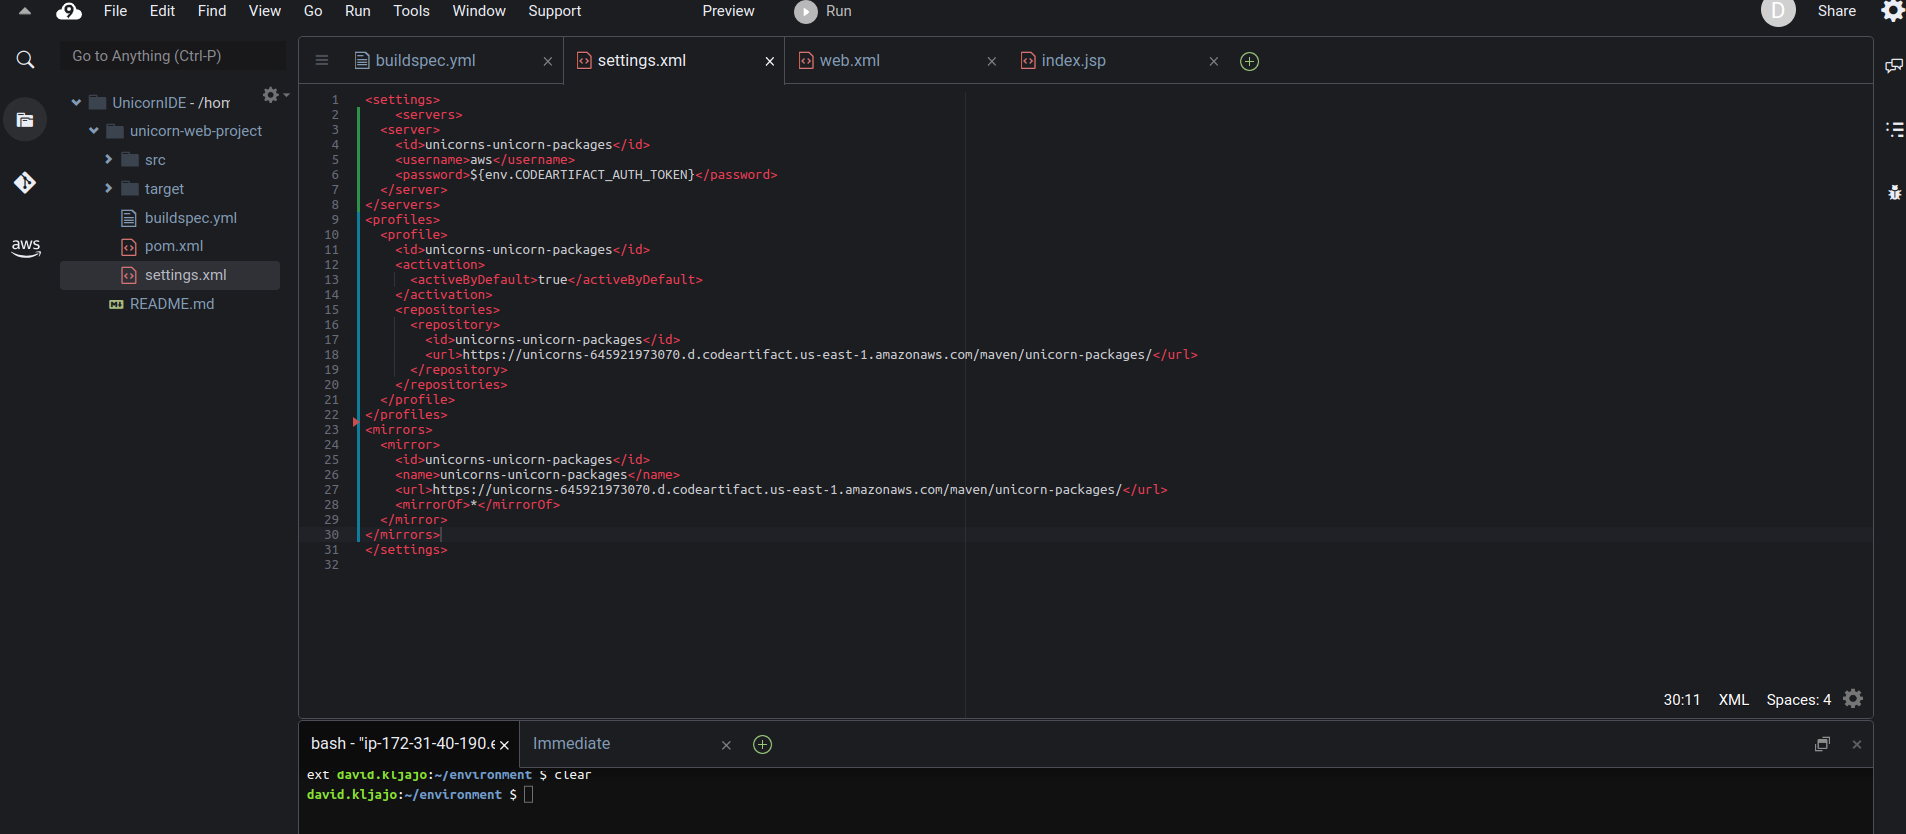 File Edit Find View Go Run Tools Window Support Preview Run D Share
Go to Anything (Ctrl-P)
UnicornIDE - /hom
unicorn-web-project
src
target
buildspec.yml
pom.xml
settings.xml
README.md
aws
buildspec.yml settings.xml web.xml index.jsp
1 <settings>
2 <servers>
3 <server>
4 <id>unicorns-unicorn-packages</id>
5 <username>aws</username>
6 <password>${env.CODEARTIFACT_AUTH_TOKEN}</password>
7 </server>
8 </servers>
9 <profiles>
10 <profile>
11 <id>unicorns-unicorn-packages</id>
12 <activation>
13 <activeByDefault>true</activeByDefault>
14 </activation>
15 <repositories>
16 <repository>
17 <id>unicorns-unicorn-packages</id>
18 <url>https://unicorns-645921973070.d.codeartifact.us-east-1.amazonaws.com/maven/unicorn-packages/</url>
19 </repository>
20 </repositories>
21 </profile>
22 </profiles>
23 <mirrors>
24 <mirror>
25 <id>unicorns-unicorn-packages</id>
26 <name>unicorns-unicorn-packages</name>
27 <url>https://unicorns-645921973070.d.codeartifact.us-east-1.amazonaws.com/maven/unicorn-packages/</url>
28 <mirrorOf>*</mirrorOf>
29 </mirror>
30 </mirrors>
31 </settings>
32
30:11 XML Spaces: 4
bash - "ip-172-31-40-190.e Immediate
ext david.kljajo:~/environment $ clear
david.kljajo:~/environment $